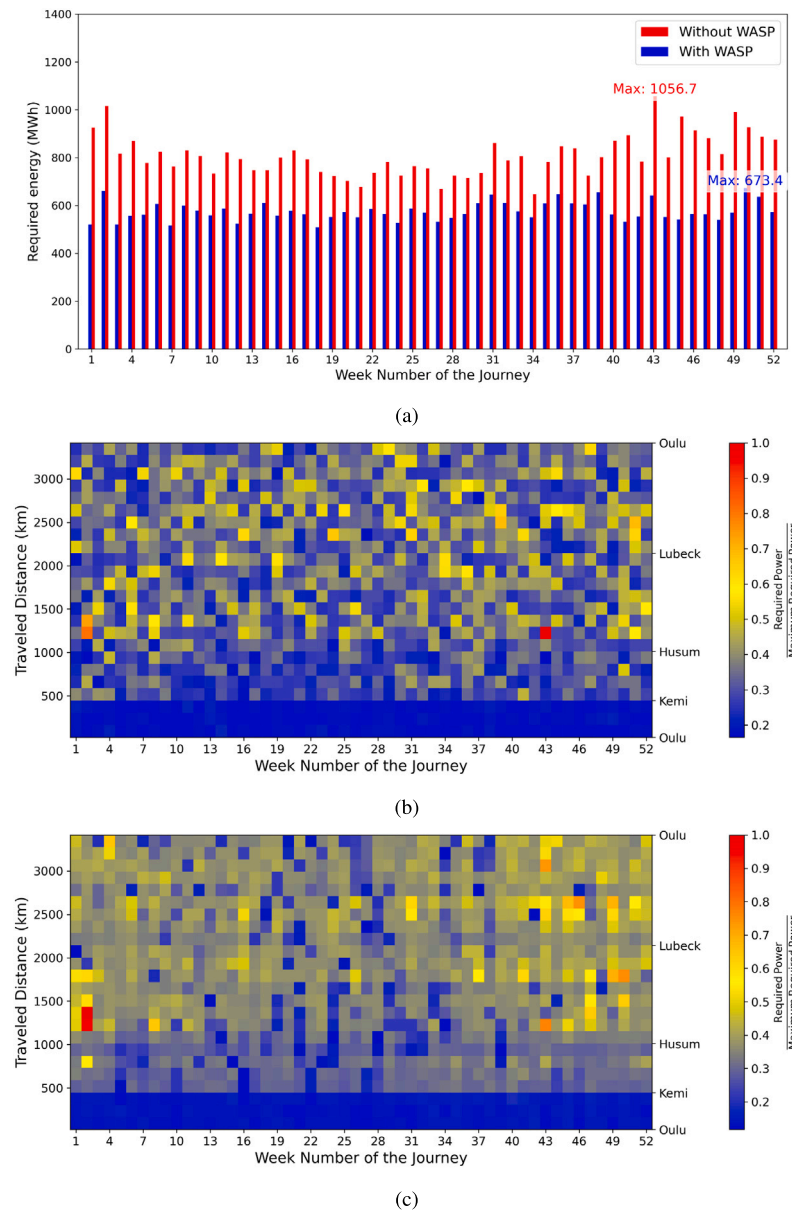 1400
1200
1000
800
600
400
200
0
Required energy (MWh)
Without WASP
With WASP
Max: 1056.7
Max: 673.4
1 4 7 10 13 16 19 22 25 28 31 34 37 40 43 46 49 52
Week Number of the Journey
(a)
3000
2500
2000
1500
1000
500
Traveled Distance (km)
Oulu
Lubeck
Husum
Kemi
Oulu
1 4 7 10 13 16 19 22 25 28 31 34 37 40 43 46 49 52
Week Number of the Journey
1.0
0.9
0.8
0.7
0.6
0.5
0.4
0.3
0.2
Required Power
Maximum Required Power
(b)
3000
2500
2000
1500
1000
500
Traveled Distance (km)
Oulu
Lubeck
Husum
Kemi
Oulu
1 4 7 10 13 16 19 22 25 28 31 34 37 40 43 46 49 52
Week Number of the Journey
1.0
0.9
0.8
0.7
0.6
0.5
0.4
0.3
0.2
Required Power
Maximum Required Power
(c)